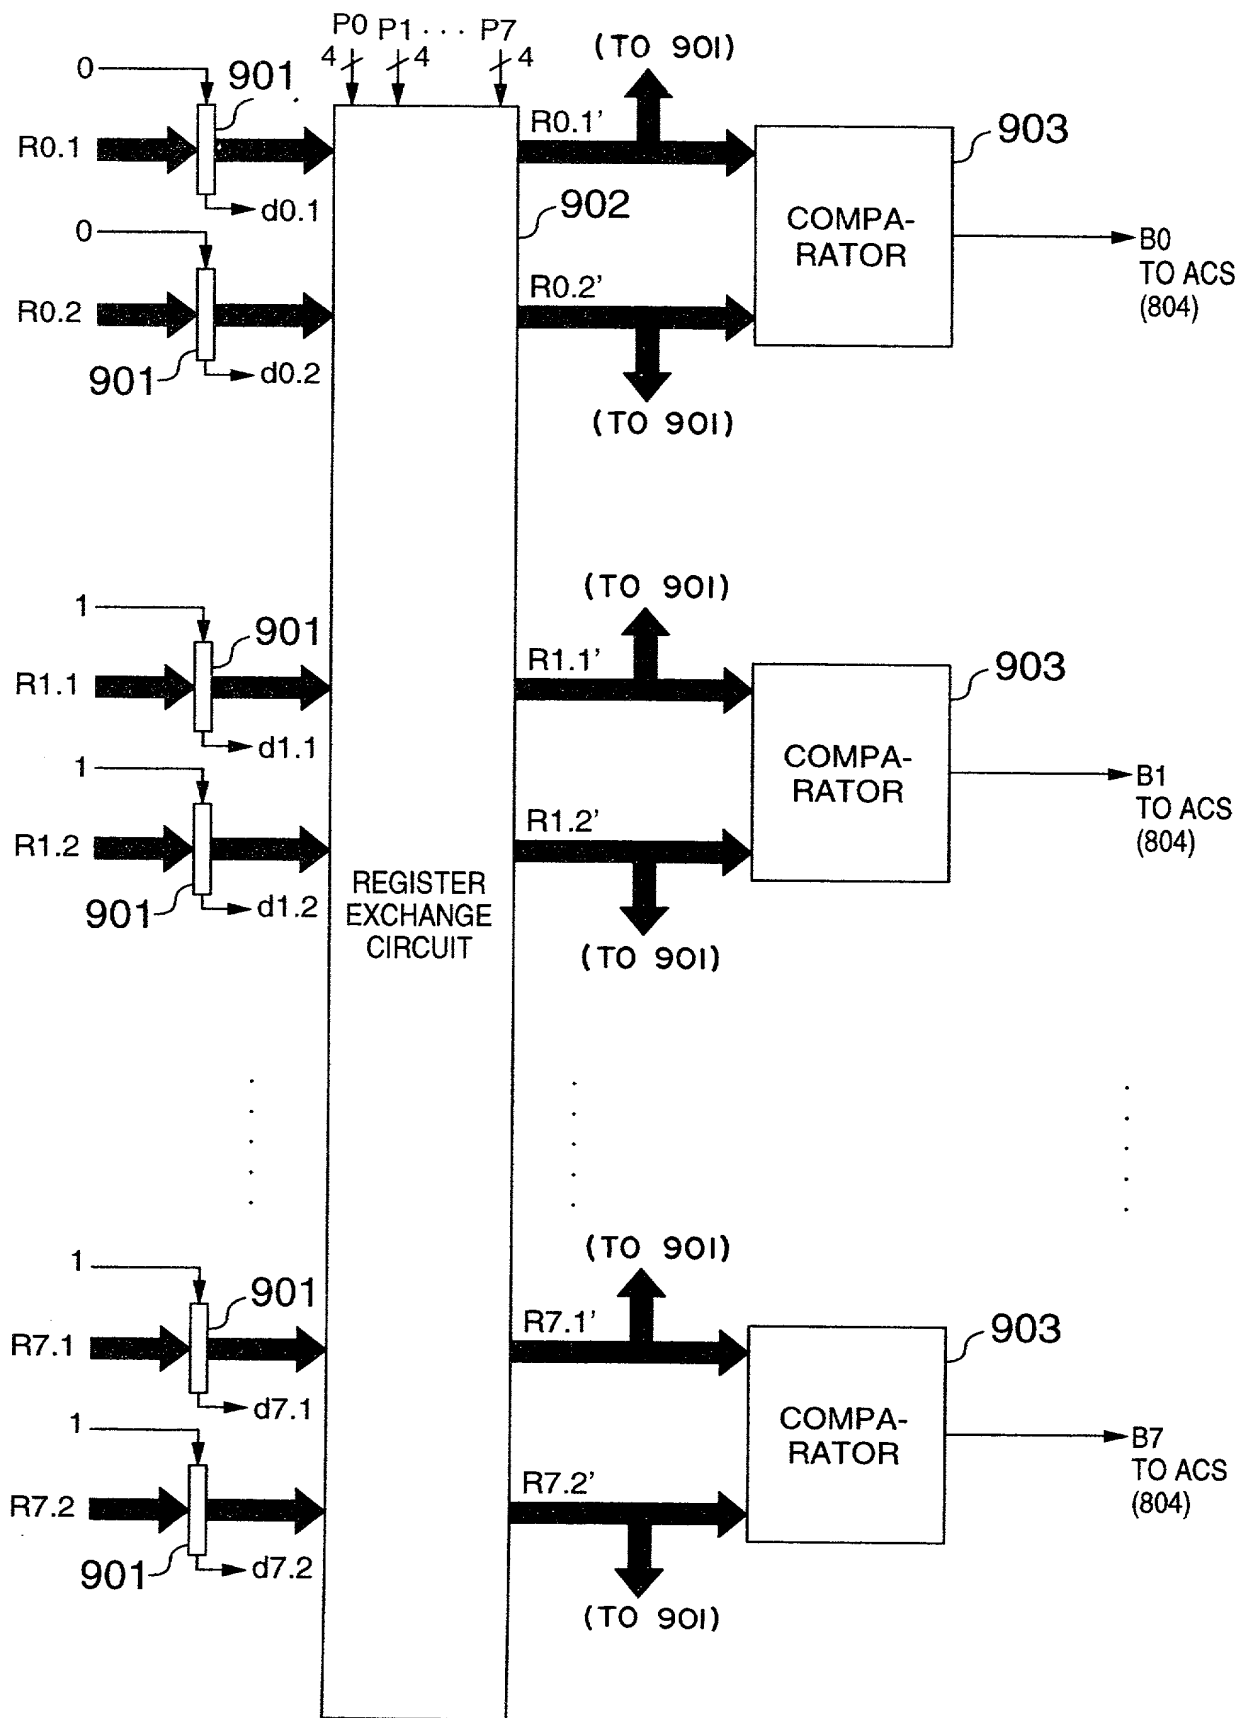 P0 P1 · · · P7
4 4 4
(TO 901)
0
901
R0.1
R0.1'
903
d0.1
902
0
COMPA-
RATOR
B0
TO ACS
(804)
R0.2
R0.2'
901
d0.2
(TO 901)
(TO 901)
1
901
R1.1
R1.1'
903
d1.1
1
COMPA-
RATOR
B1
TO ACS
(804)
R1.2
R1.2'
901
d1.2
REGISTER
EXCHANGE
CIRCUIT
(TO 901)
(TO 901)
1
901
R7.1
R7.1'
903
d7.1
1
COMPA-
RATOR
B7
TO ACS
(804)
R7.2
R7.2'
901
d7.2
(TO 901)